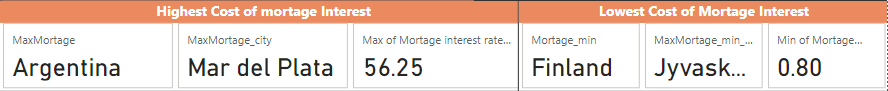 Highest Cost of mortage Interest
Lowest Cost of Mortage Interest
MaxMortage
Argentina
MaxMortage_city
Mar del Plata
Max of Mortage interest rate...
56.25
Mortage_min
Finland
MaxMortage_min_...
Jyvask...
Min of Mortage...
0.80